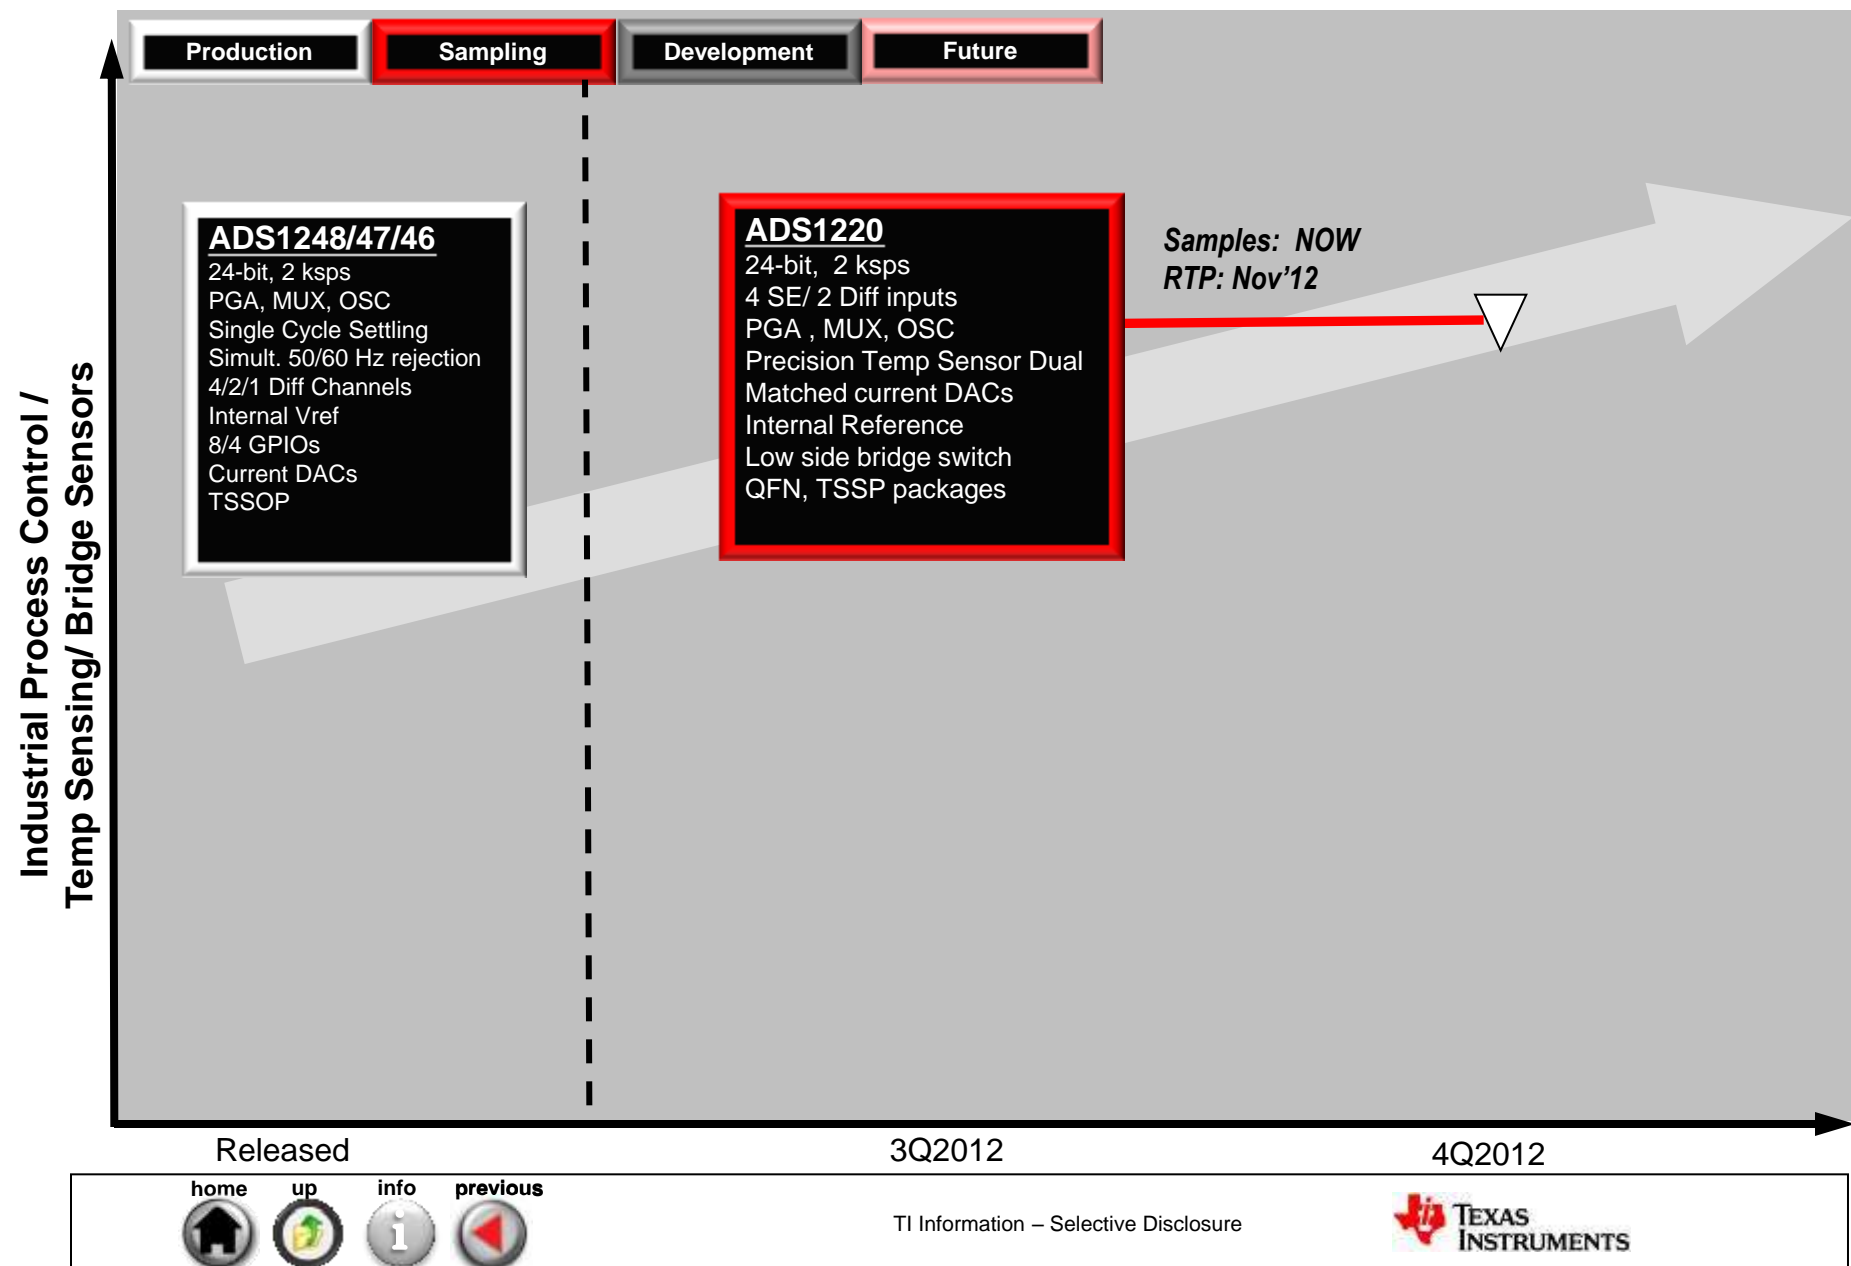 Production
Sampling
Development
Future
Industrial Process Control /
Temp Sensing/ Bridge Sensors
ADS1248/47/46
24-bit, 2 ksps
PGA, MUX, OSC
Single Cycle Settling
Simult. 50/60 Hz rejection
4/2/1 Diff Channels
Internal Vref
8/4 GPIOs
Current DACs
TSSOP
ADS1220
24-bit,  2 ksps
4 SE/ 2 Diff inputs
PGA , MUX, OSC
Precision Temp Sensor Dual
Matched current DACs
Internal Reference
Low side bridge switch
QFN, TSSP packages
Samples:  NOW
RTP: Nov’12
Released
3Q2012
4Q2012
home
up
info
previous
TI Information – Selective Disclosure
TEXAS
INSTRUMENTS